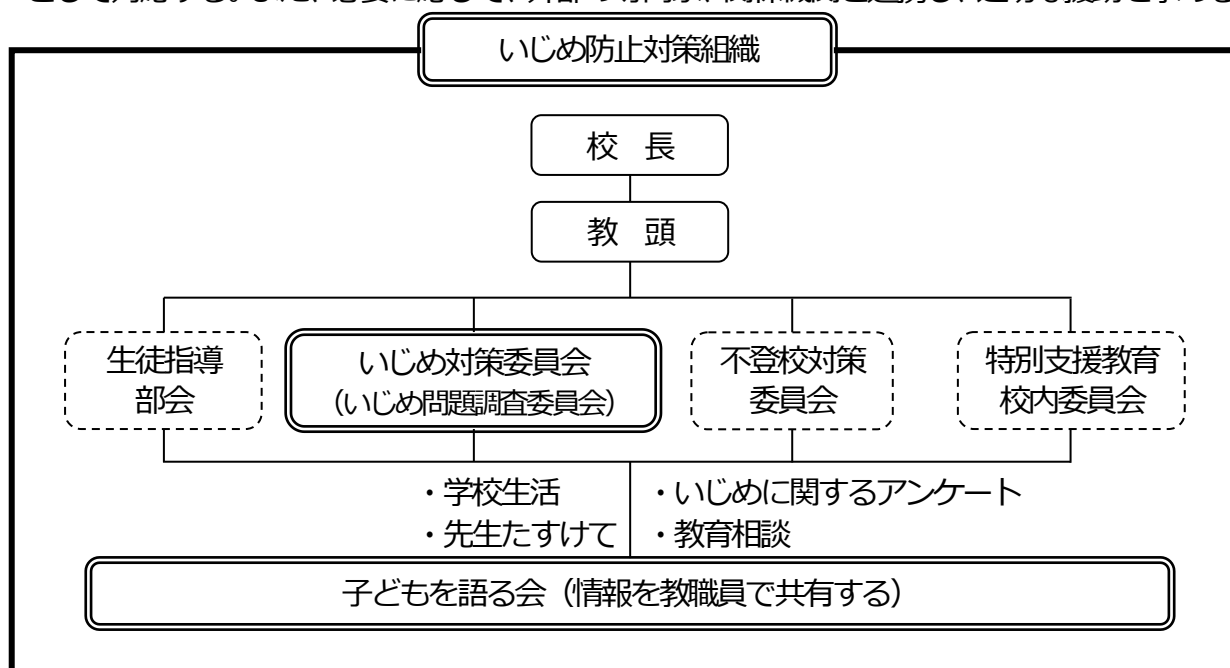 いじめ防止対策組織
校 長
教 頭
生徒指導
部会
いじめ対策委員会
（いじめ問題調査委員会）
不登校対策
委員会
特別支援教育
校内委員会
・学校生活
・先生たすけて
・いじめに関するアンケート
・教育相談
子どもを語る会（情報を教職員で共有する）